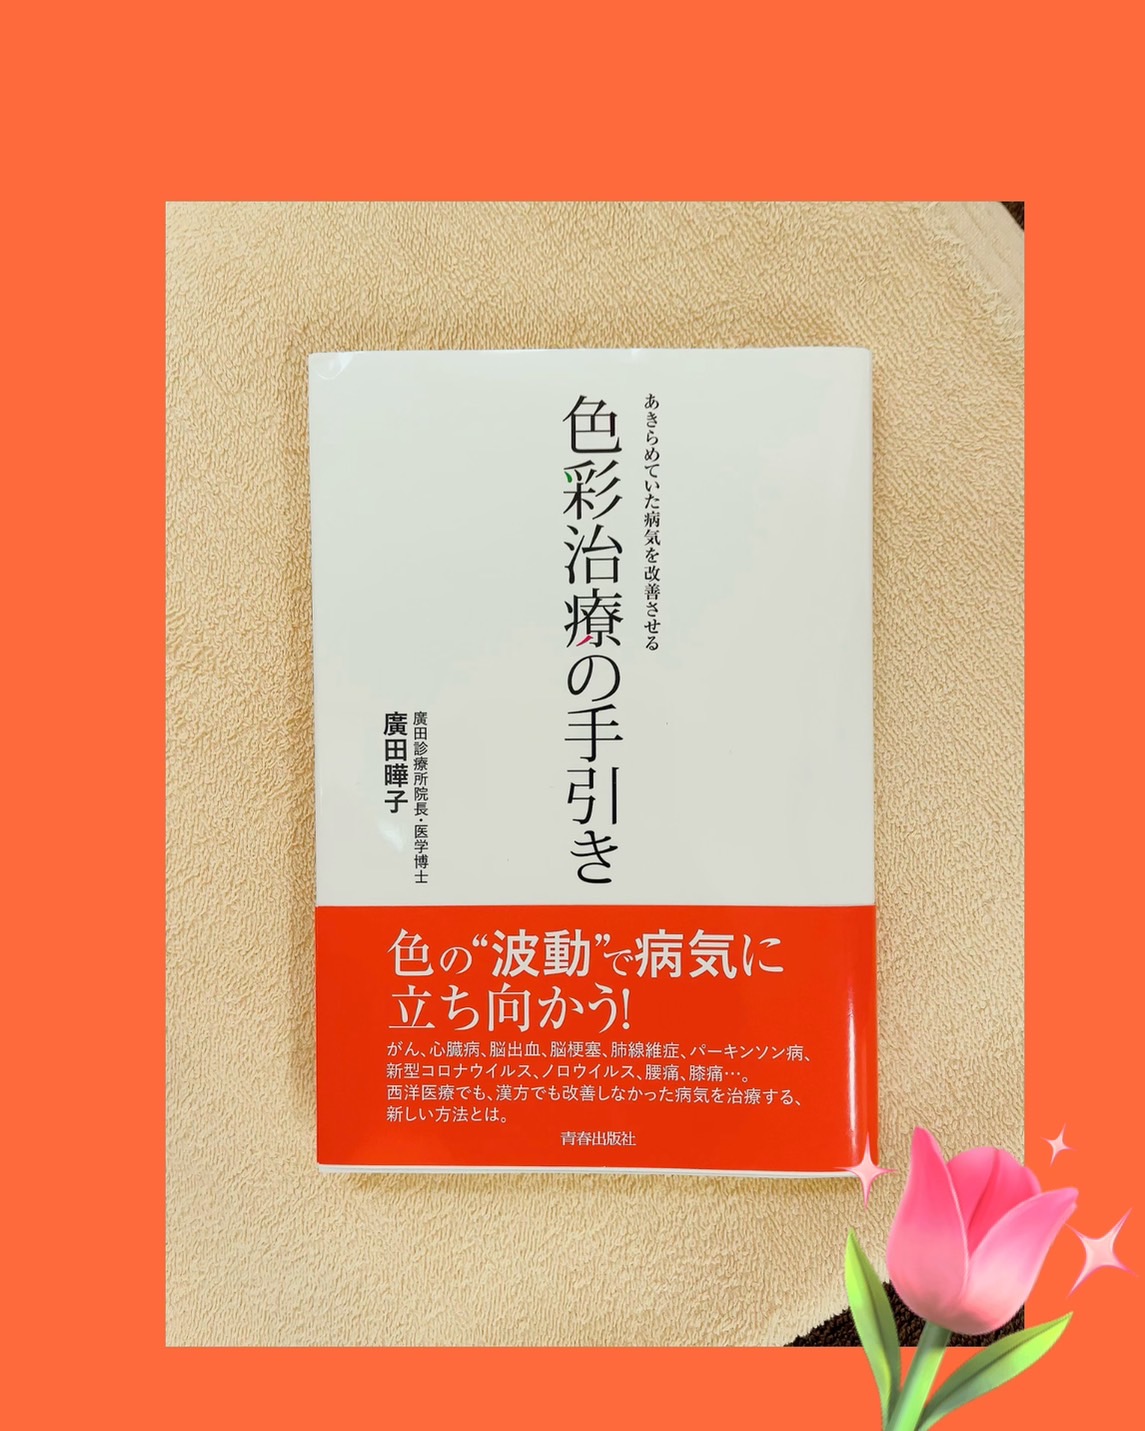 あきらめていた病気を改善させる
色彩治療の手引き
廣田診療所院長・医学博士
廣田曄子
色の“波動”で病気に
立ち向かう!
がん、心臓病、脳出血、脳梗塞、肺線維症、パーキンソン病、
新型コロナウイルス、ノロウイルス、腰痛、膝痛…。
西洋医療でも、漢方でも改善しなかった病気を治療する、
新しい方法とは。
青春出版社